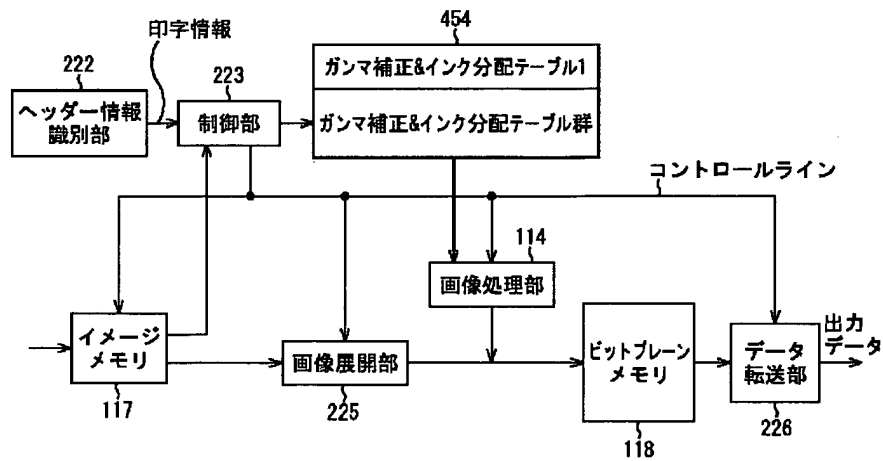 454
印字情報
ガンマ補正&インク分配テーブル1
222
223
ヘッダー情報
識別部
制御部
ガンマ補正&インク分配テーブル群
コントロールライン
114
画像処理部
イメージ
メモリ
画像展開部
ビットプレーン
メモリ
データ
転送部
出力
データ
117
225
118
226